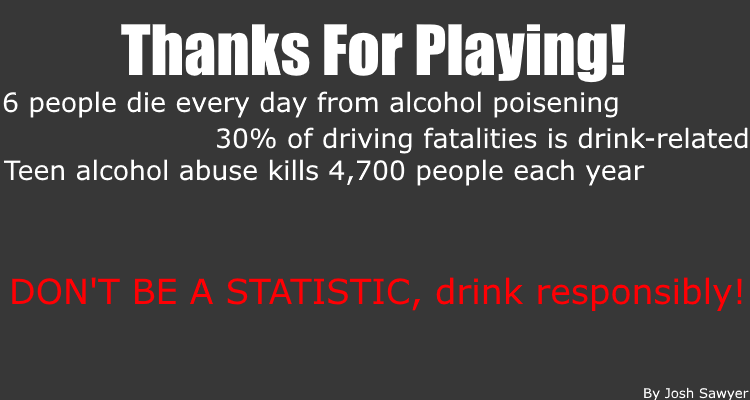 Thanks For Playing!
6 people die every day from alcohol poisening
30% of driving fatalities is drink-related
Teen alcohol abuse kills 4,700 people each year
DON'T BE A STATISTIC, drink responsibly!
By Josh Sawyer